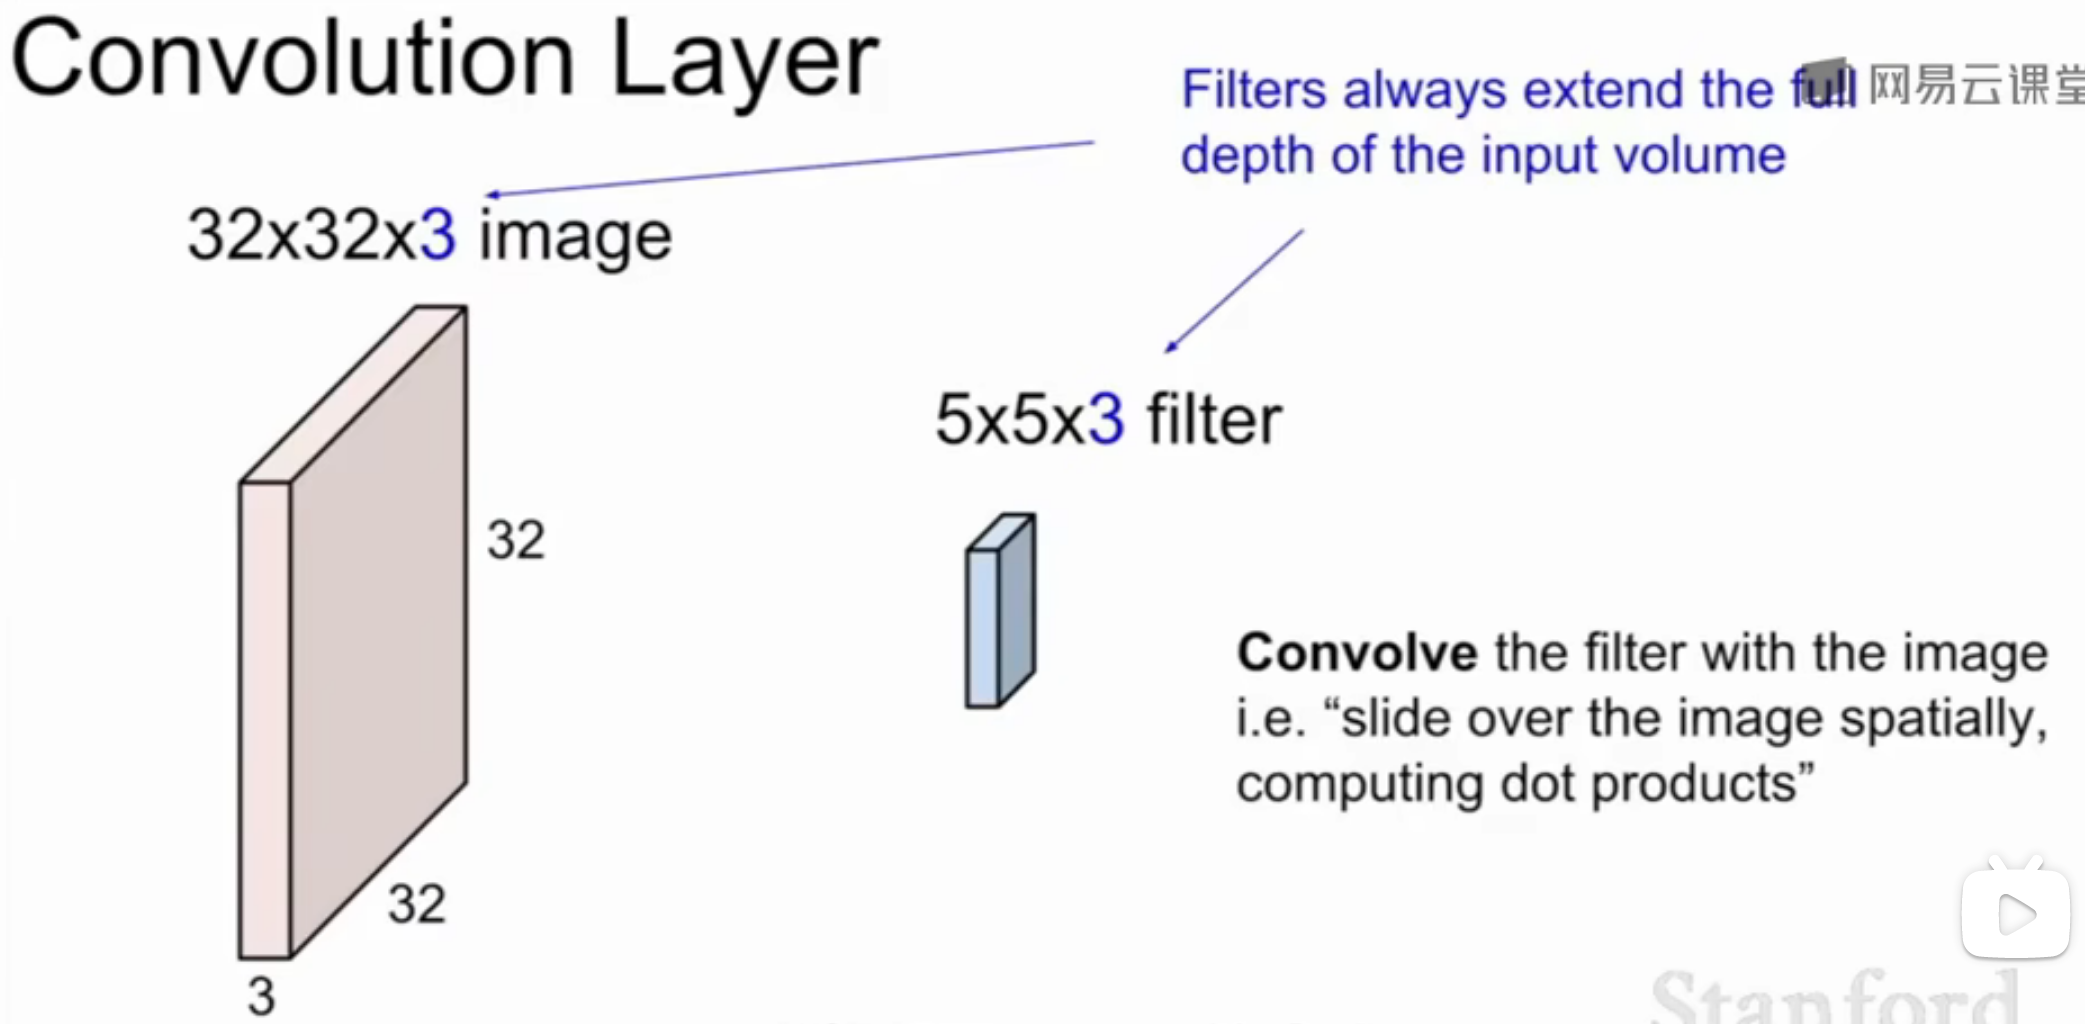 Convolution Layer
Filters always extend the full
网易云课堂
depth of the input volume
32x32x3 image
5x5x3 filter
32
Convolve the filter with the image
i.e. “slide over the image spatially,
computing dot products”
32
3
Stanford